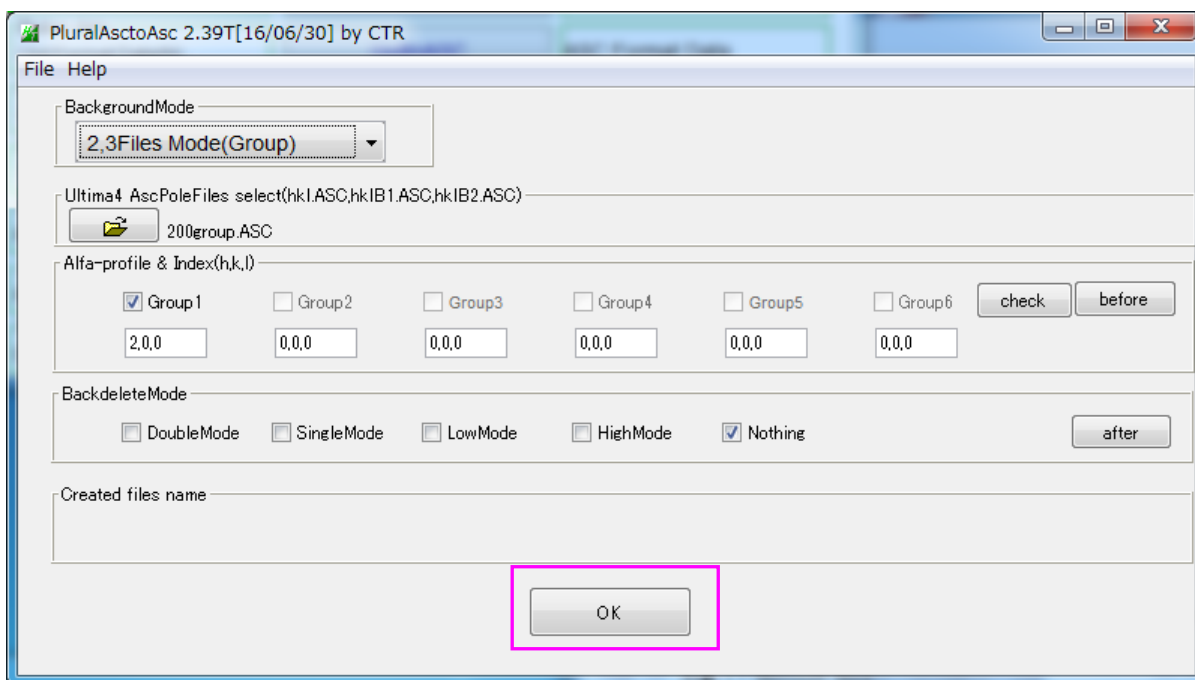 PluralAsctoAsc 2.39T[16/06/30] by CTR
File Help
BackgroundMode
2,3Files Mode(Group)
Ultima4 AscPoleFiles select(hkl.ASC,hklB1.ASC,hklB2.ASC)
200group.ASC
Alfa-profile & Index(h,k,l)
Group1 Group2 Group3 Group4 Group5 Group6 check before
2,0,0 0,0,0 0,0,0 0,0,0 0,0,0 0,0,0
BackdeleteMode
DoubleMode SingleMode LowMode HighMode Nothing after
Created files name
OK